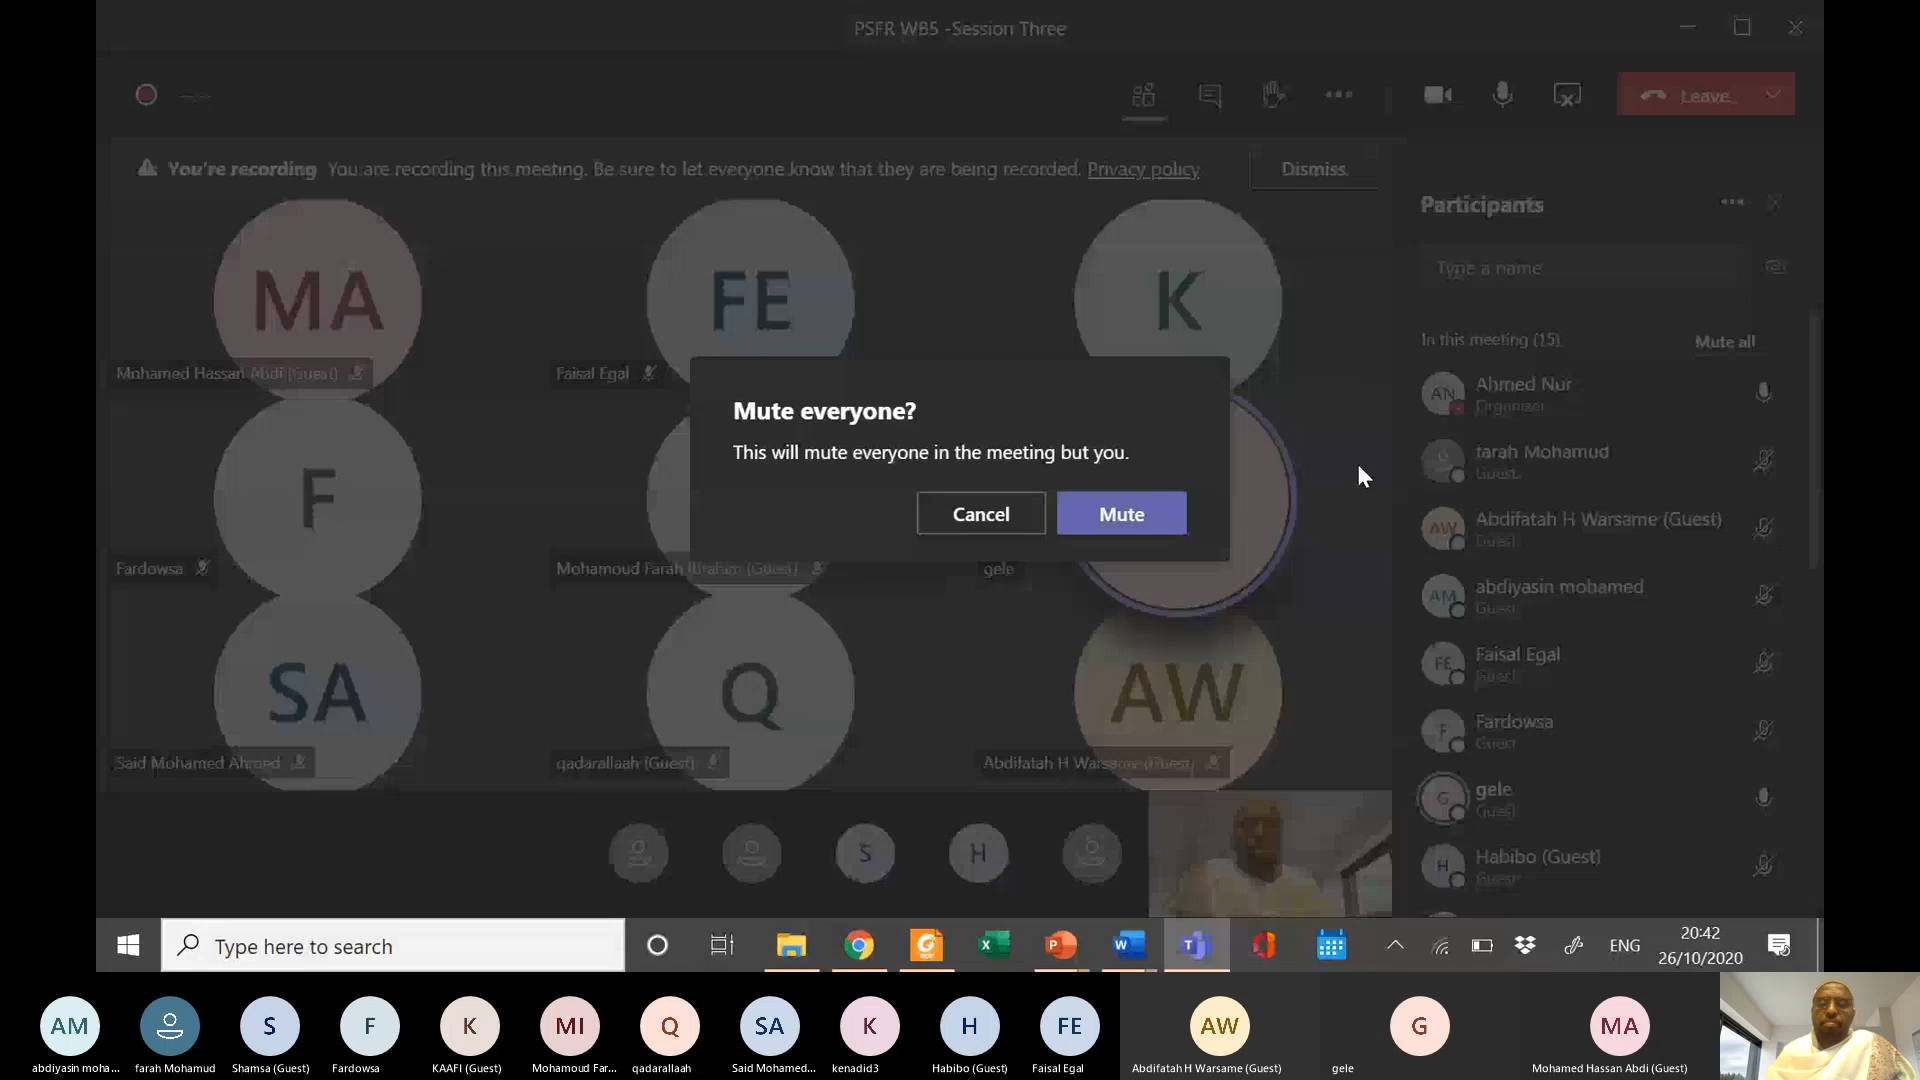 PSFR WB5 -Session Three
Leave
You're recording You are recording this meeting. Be sure to let everyone know that they are being recorded. Privacy policy Dismiss
Participants
Type a name
In this meeting (15) Mute all
MA
FE
K
Mohamed Hassan Abdi (Guest)
Faisal Egal
Mute everyone?
This will mute everyone in the meeting but you.
Cancel
Mute
F
Fardowsa
Mohamoud Farah Ibrahim (Guest)
gele
SA
Q
AW
Said Mohamed Ahmed
qadarallaah (Guest)
Abdifatah H Warsame (Guest)
S
H
AN
Ahmed Nur
Organizer
farah Mohamud
Guest
AW
Abdifatah H Warsame (Guest)
Guest
AM
abdiyasin mohamed
Guest
FE
Faisal Egal
Guest
F
Fardowsa
Guest
G
gele
Guest
H
Habibo (Guest)
Guest
Type here to search
ENG
20:42
26/10/2020
AM
S
F
K
MI
Q
SA
K
H
FE
AW
G
MA
abdiyasin moha...
farah Mohamud
Shamsa (Guest)
Fardowsa
KAAFI (Guest)
Mohamoud Far...
qadarallaah
Said Mohamed...
kenadid3
Habibo (Guest)
Faisal Egal
Abdifatah H Warsame (Guest)
gele
Mohamed Hassan Abdi (Guest)